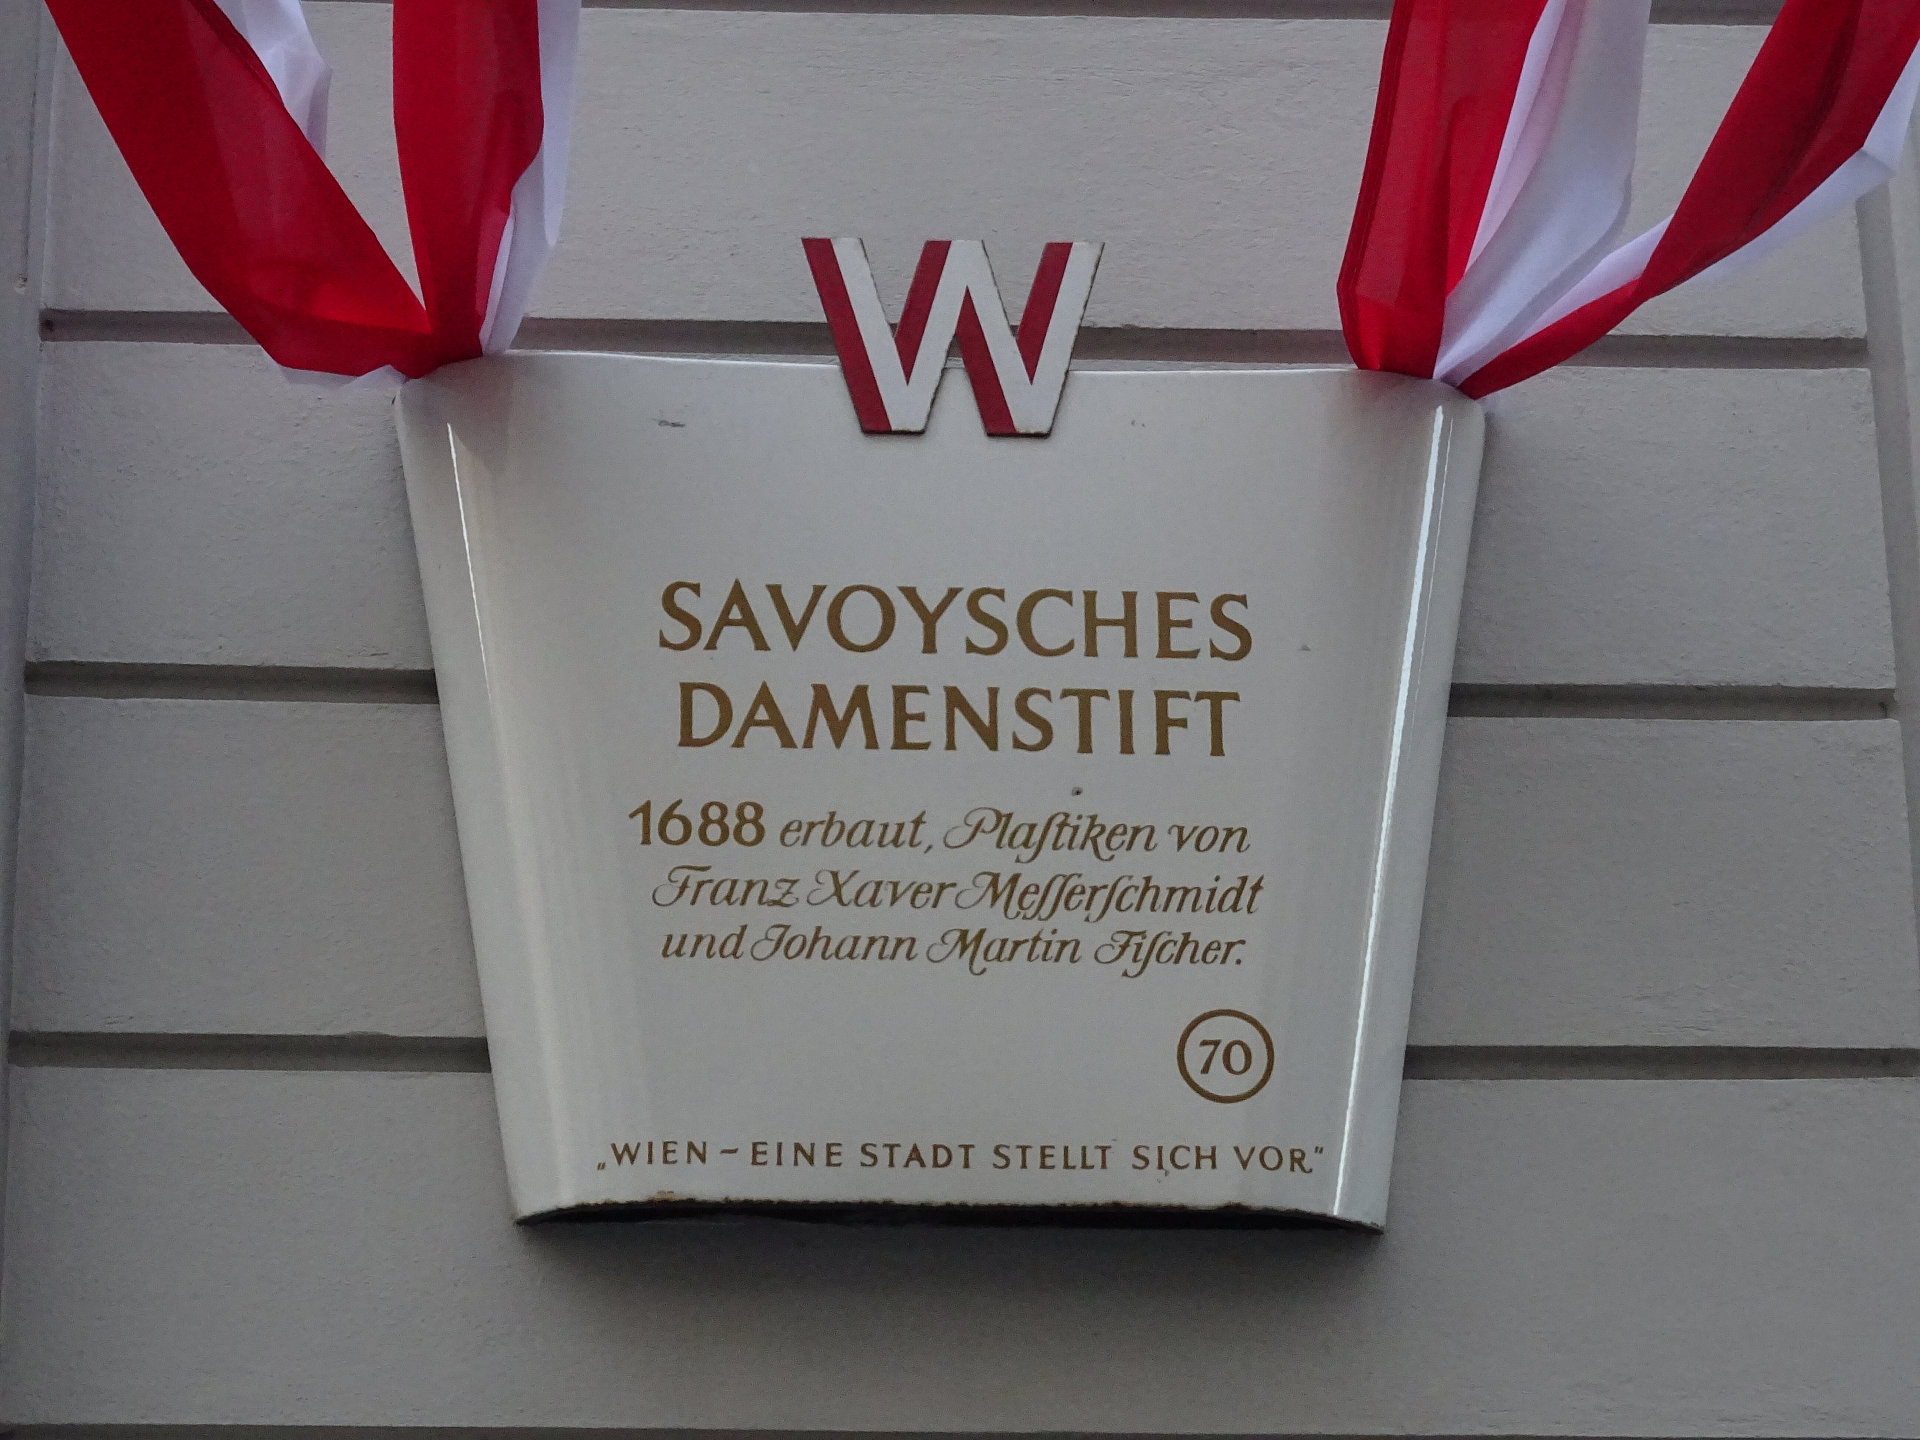 W
SAVOYSCHES
DAMENSTIFT
1688 erbaut, Plaſtiken von
Franz Xaver Meſſerſchmidt
und Johann Martin Fiſcher.
70
„WIEN – EINE STADT STELLT SICH VOR“